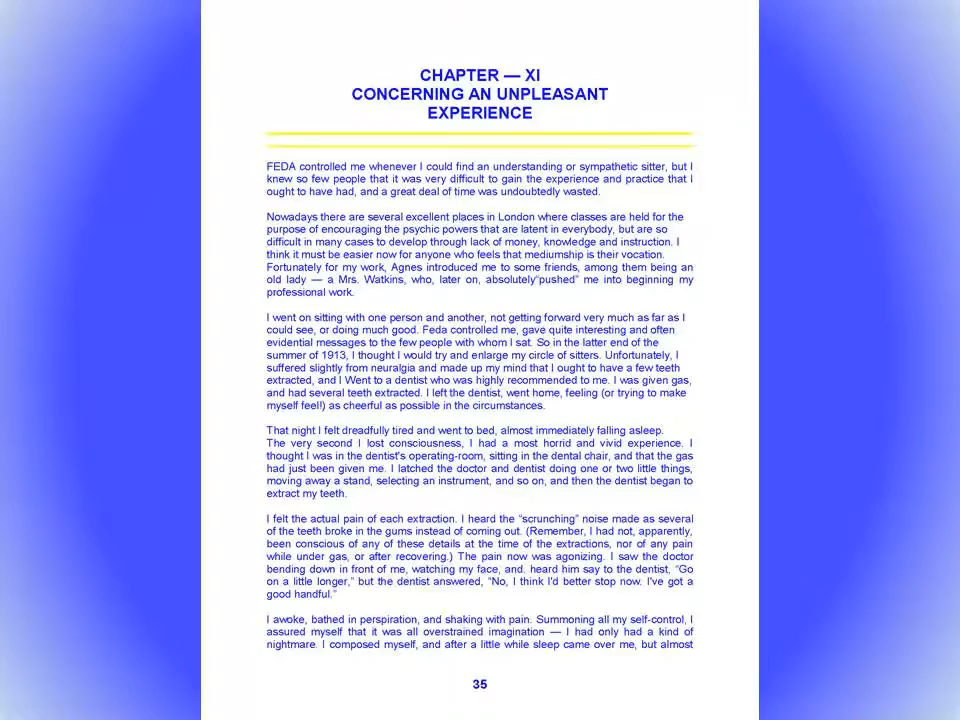 CHAPTER — XI
CONCERNING AN UNPLEASANT
EXPERIENCE
FEDA controlled me whenever I could find an understanding or sympathetic sitter, but I
knew so few people that it was very difficult to gain the experience and practice that I
ought to have had, and a great deal of time was undoubtedly wasted.
Nowadays there are several excellent places in London where classes are held for the
purpose of encouraging the psychic powers that are latent in everybody, but are so
difficult in many cases to develop through lack of money, knowledge and instruction. I
think it must be easier now for anyone who feels that mediumship is their vocation.
Fortunately for my work, Agnes introduced me to some friends, among them being an
old lady — a Mrs. Watkins, who, later on, absolutely“pushed” me into beginning my
professional work.
I went on sitting with one person and another, not getting forward very much as far as I
could see, or doing much good. Feda controlled me, gave quite interesting and often
evidential messages to the few people with whom I sat. So in the latter end of the
summer of 1913, I thought I would try and enlarge my circle of sitters. Unfortunately, I
suffered slightly from neuralgia and made up my mind that I ought to have a few teeth
extracted, and I Went to a dentist who was highly recommended to me. I was given gas,
and had several teeth extracted. I left the dentist, went home, feeling (or trying to make
myself feel!) as cheerful as possible in the circumstances.
That night I felt dreadfully tired and went to bed, almost immediately falling asleep.
The very second I lost consciousness, I had a most horrid and vivid experience. I
thought I was in the dentist's operating-room, sitting in the dental chair, and that the gas
had just been given me. I latched the doctor and dentist doing one or two little things,
moving away a stand, selecting an instrument, and so on, and then the dentist began to
extract my teeth.
I felt the actual pain of each extraction. I heard the “scrunching” noise made as several
of the teeth broke in the gums instead of coming out. (Remember, I had not, apparently,
been conscious of any of these details at the time of the extractions, nor of any pain
while under gas, or after recovering.) The pain now was agonizing. I saw the doctor
bending down in front of me, watching my face, and. heard him say to the dentist, “Go
on a little longer,” but the dentist answered, “No, I think I'd better stop now. I've got a
good handful.”
I awoke, bathed in perspiration, and shaking with pain. Summoning all my self-control, I
assured myself that it was all overstrained imagination — I had only had a kind of
nightmare. I composed myself, and after a little while sleep came over me, but almost
35